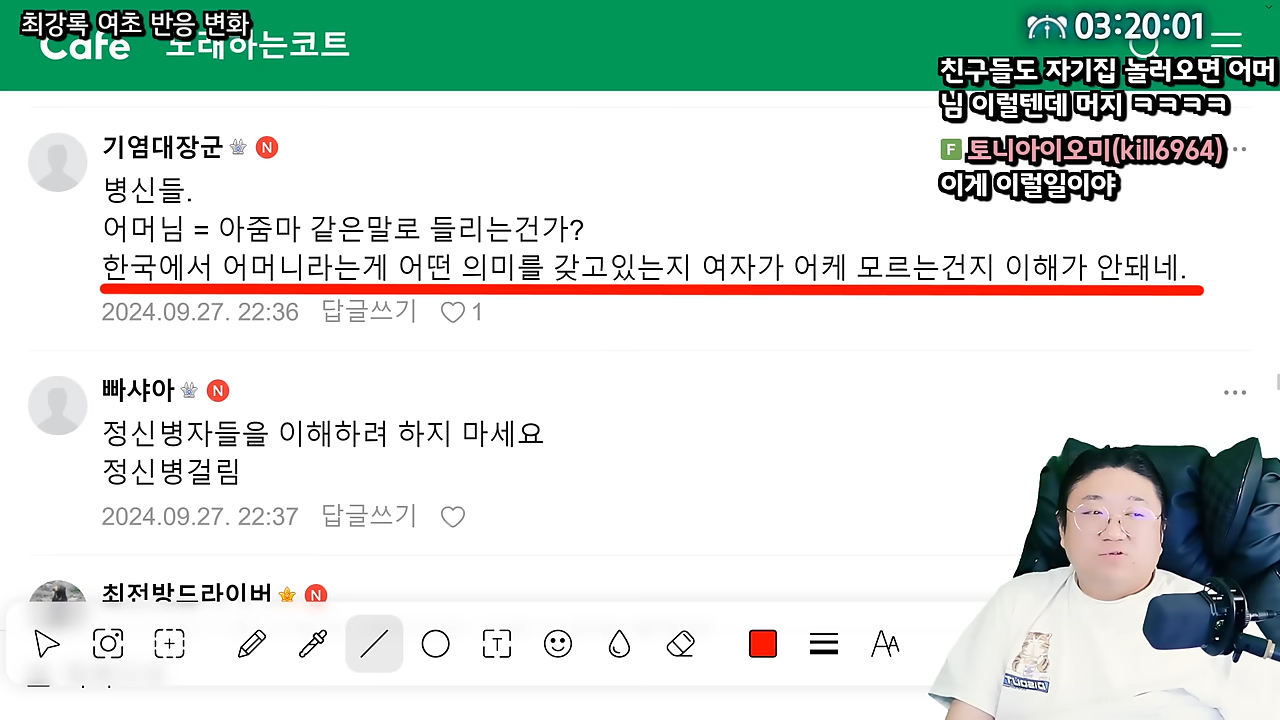 최강록 여초 반응 변화
Cafe 노래하는코트
03:20:01
친구들도 자기집 놀러오면 어머
님 이럴텐데 머지 ㅋㅋㅋㅋ
F 토니아이오미(kill6964)
이게 이럴일이야
기염대장군 N
병신들.
어머님 = 아줌마 같은말로 들리는건가?
한국에서 어머니라는게 어떤 의미를 갖고있는지 여자가 어케 모르는건지 이해가 안돼네.
2024.09.27. 22:36 답글쓰기 1
빠샤아 N
정신병자들을 이해하려 하지 마세요
정신병걸림
2024.09.27. 22:37 답글쓰기
최전방드라이버 N